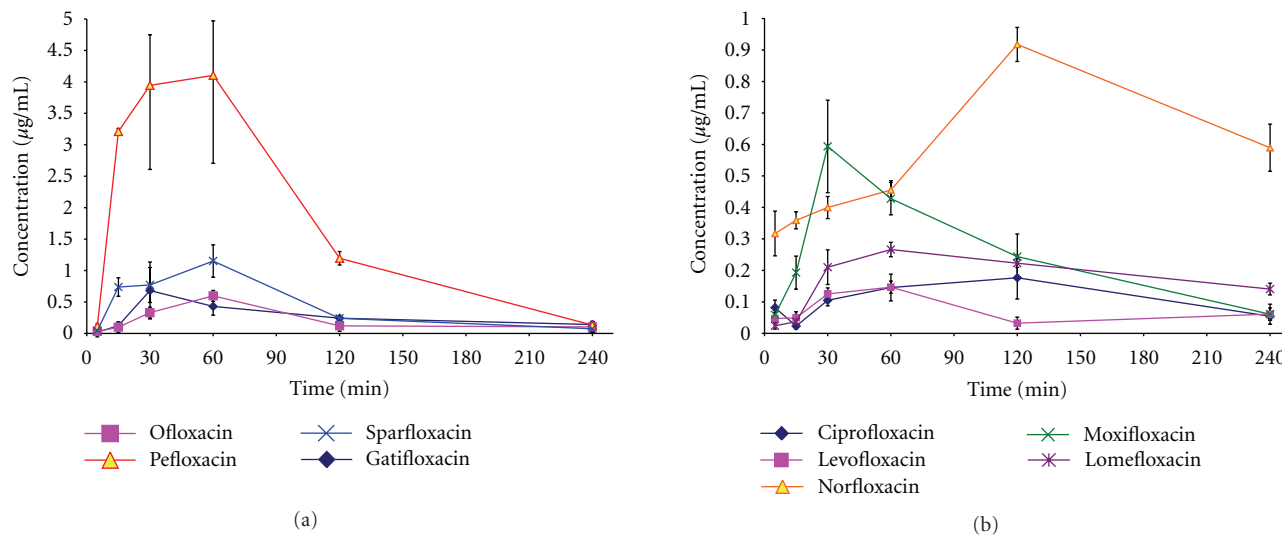 5
4.5
4
3.5
3
2.5
2
1.5
1
0.5
0
0 30 60 90 120 150 180 210 240
Concentration (µg/mL)
Time (min)
Ofloxacin Sparfloxacin
Pefloxacin Gatifloxacin
(a)
1
0.9
0.8
0.7
0.6
0.5
0.4
0.3
0.2
0.1
0
0 30 60 90 120 150 180 210 240
Concentration (µg/mL)
Time (min)
Ciprofloxacin Moxifloxacin
Levofloxacin Lomefloxacin
Norfloxacin
(b)